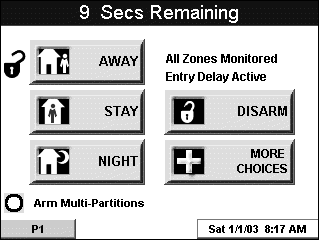 9 Secs Remaining
AWAY
All Zones Monitored
Entry Delay Active
STAY
DISARM
NIGHT
MORE
CHOICES
Arm Multi-Partitions
P1
Sat 1/1/03 8:17 AM